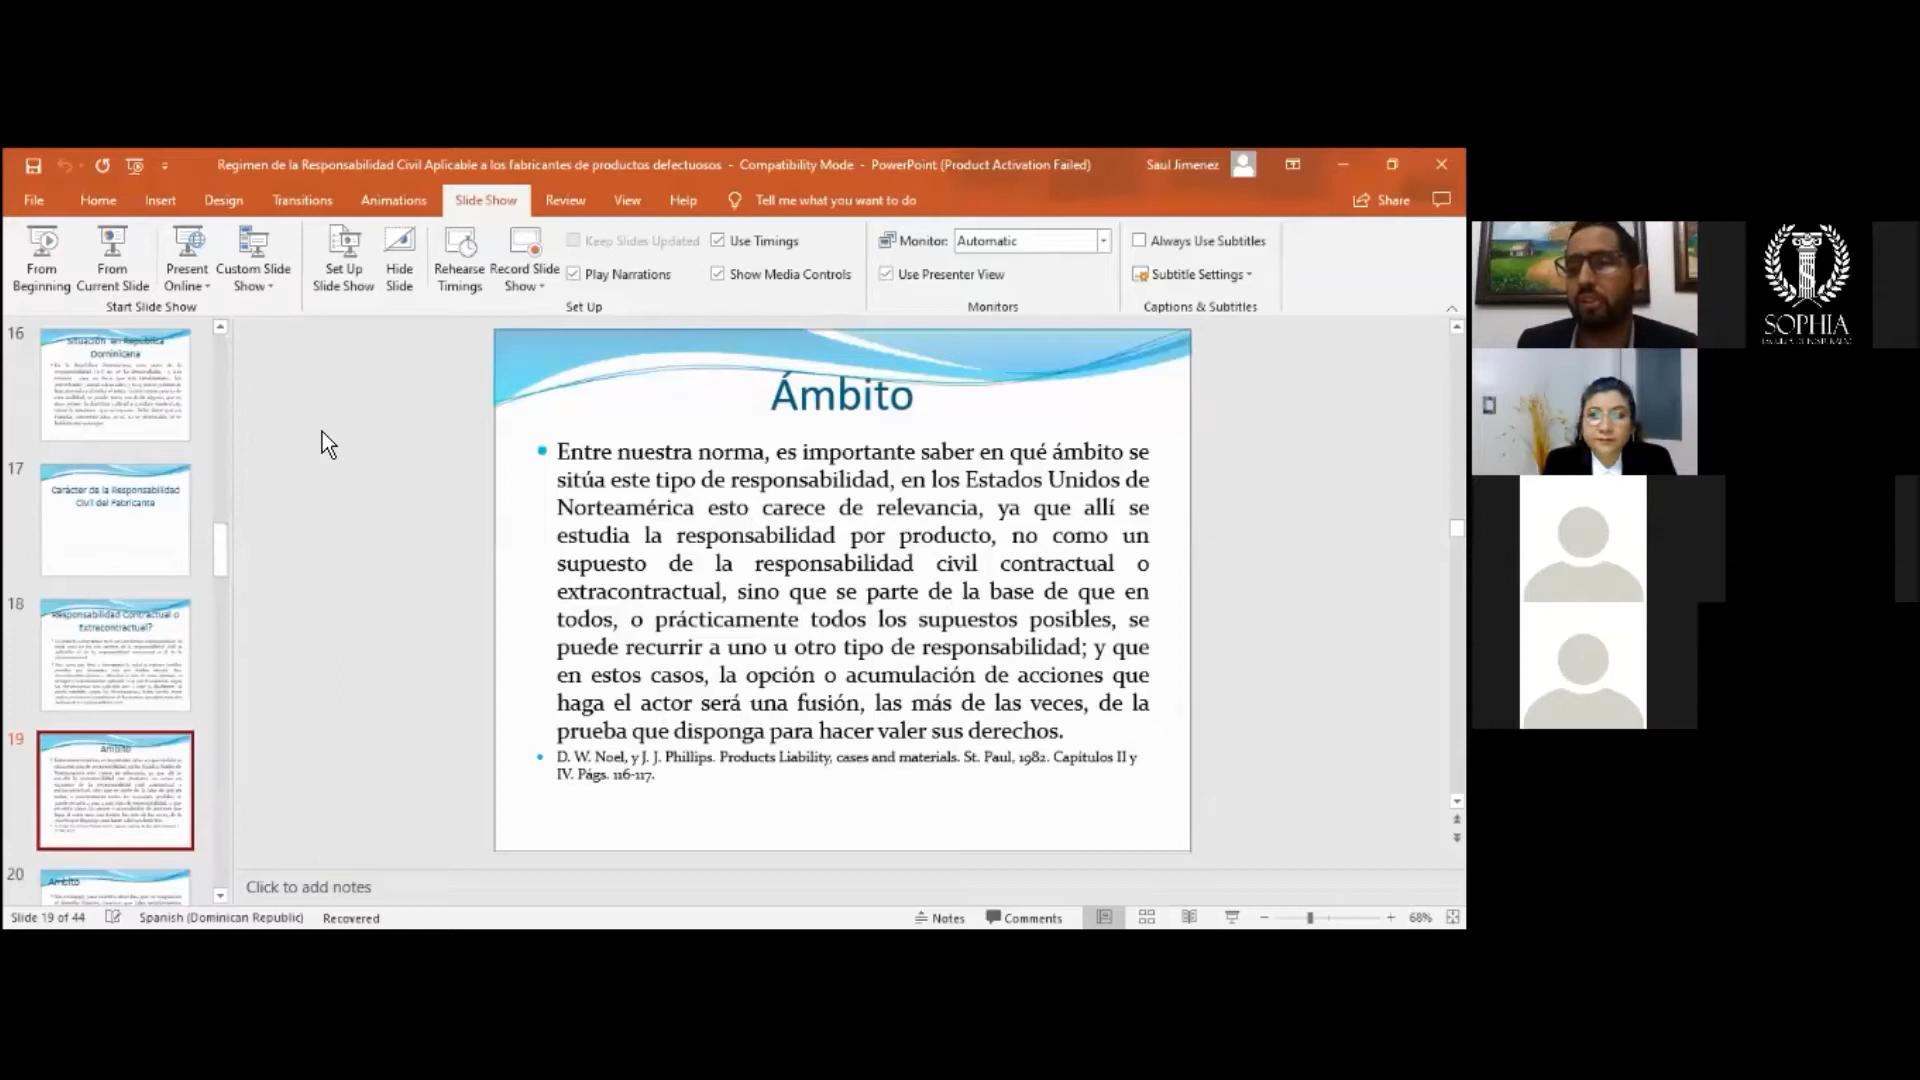 Regimen de la Responsabilidad Civil Aplicable a los fabricantes de productos defectuosos - Compatibility Mode - PowerPoint (Product Activation Failed)
Saul Jimenez
File Home Insert Design Transitions Animations Slide Show Review View Help Tell me what you want to do Share
From Beginning
From Current Slide
Present Online
Custom Slide Show
Start Slide Show
Set Up Slide Show
Hide Slide
Rehearse Timings
Record Slide Show
Keep Slides Updated
Play Narrations
Use Timings
Show Media Controls
Set Up
Monitor: Automatic
Use Presenter View
Monitors
Always Use Subtitles
Subtitle Settings
Captions & Subtitles
16
Situación en República
Dominicana
17
Carácter de la Responsabilidad
Civil del Fabricante
18
Responsabilidad Contractual o
Extracontractual?
19
Ámbito
20
Ámbito
Ámbito
Entre nuestra norma, es importante saber en qué ámbito se
sitúa este tipo de responsabilidad, en los Estados Unidos de
Norteamérica esto carece de relevancia, ya que allí se
estudia la responsabilidad por producto, no como un
supuesto de la responsabilidad civil contractual o
extracontractual, sino que se parte de la base de que en
todos, o prácticamente todos los supuestos posibles, se
puede recurrir a uno u otro tipo de responsabilidad; y que
en estos casos, la opción o acumulación de acciones que
haga el actor será una fusión, las más de las veces, de la
prueba que disponga para hacer valer sus derechos.
D. W. Noel, y J. J. Phillips. Products Liability, cases and materials. St. Paul, 1982. Capítulos II y
IV. Págs. 116-117.
Click to add notes
Slide 19 of 44 Spanish (Dominican Republic) Recovered Notes Comments 68%
SOPHIA
ESCUELA DE POSTGRADO